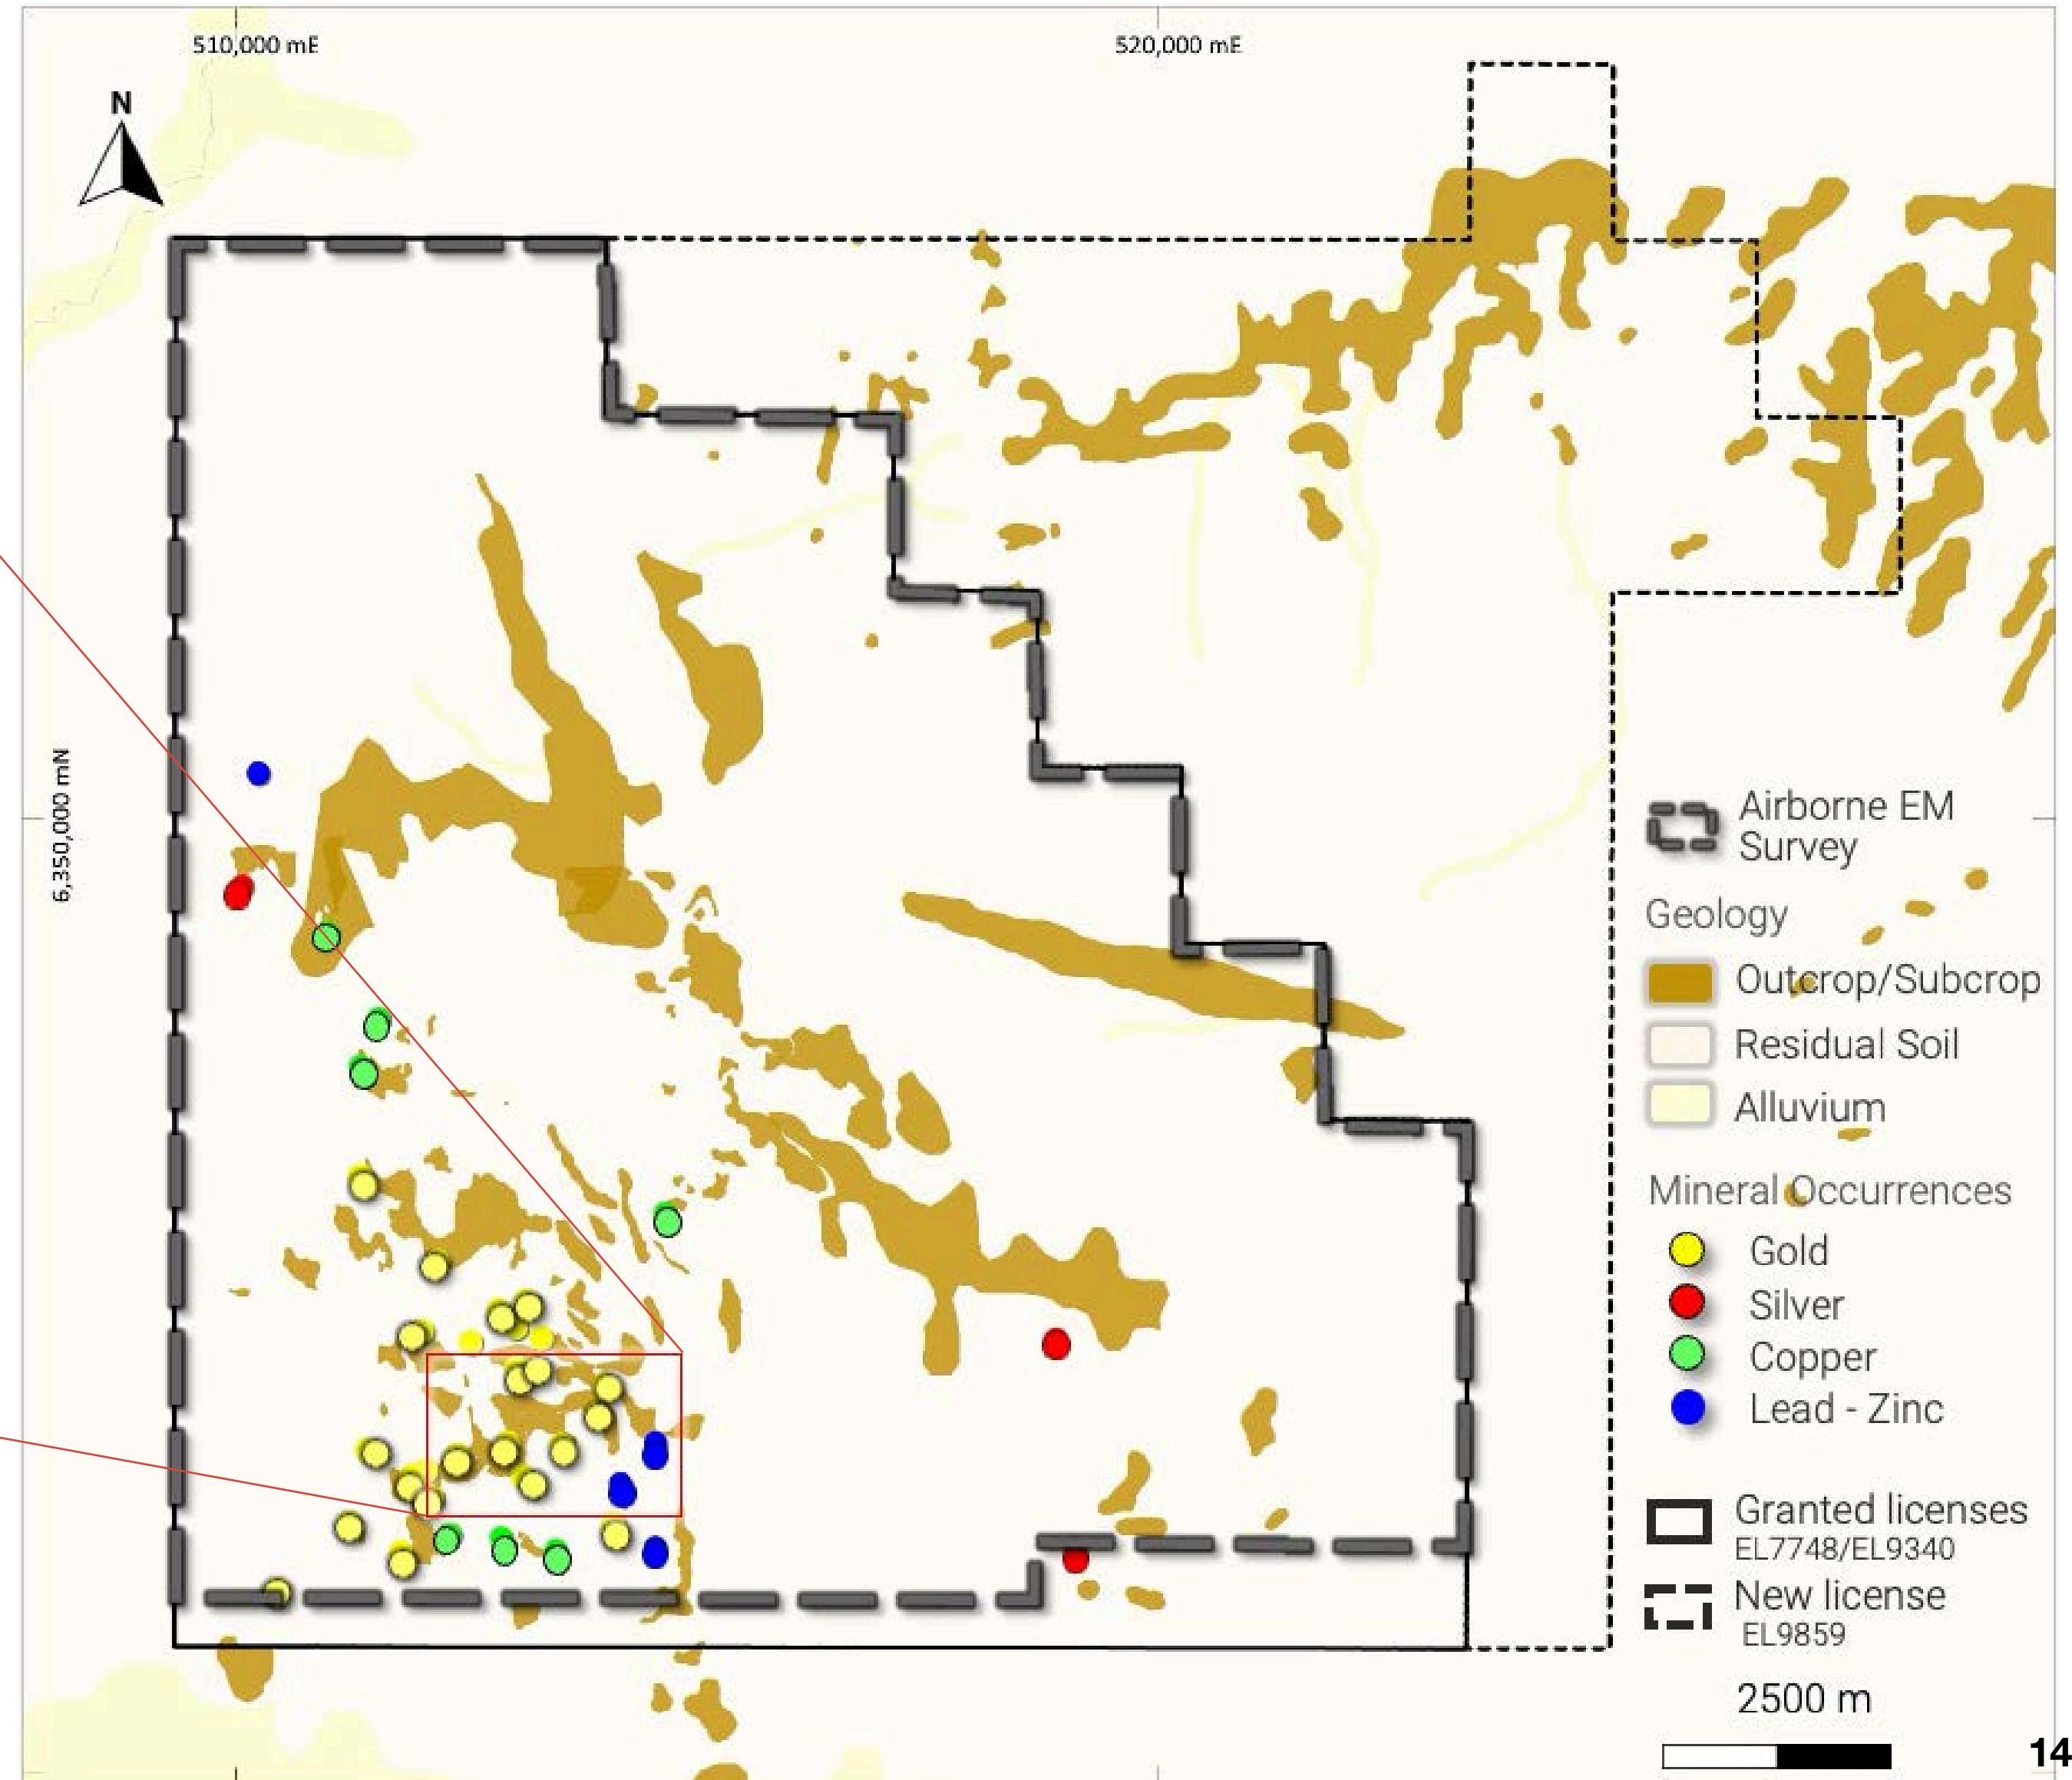 510,000 mE
520,000 mE
N
6,350,000 mN
Airborne EM
Survey
Geology
Outcrop/Subcrop
Residual Soil
Alluvium
Mineral Occurrences
Gold
Silver
Copper
Lead - Zinc
Granted licenses
EL7748/EL9340
New license
EL9859
2500 m
14